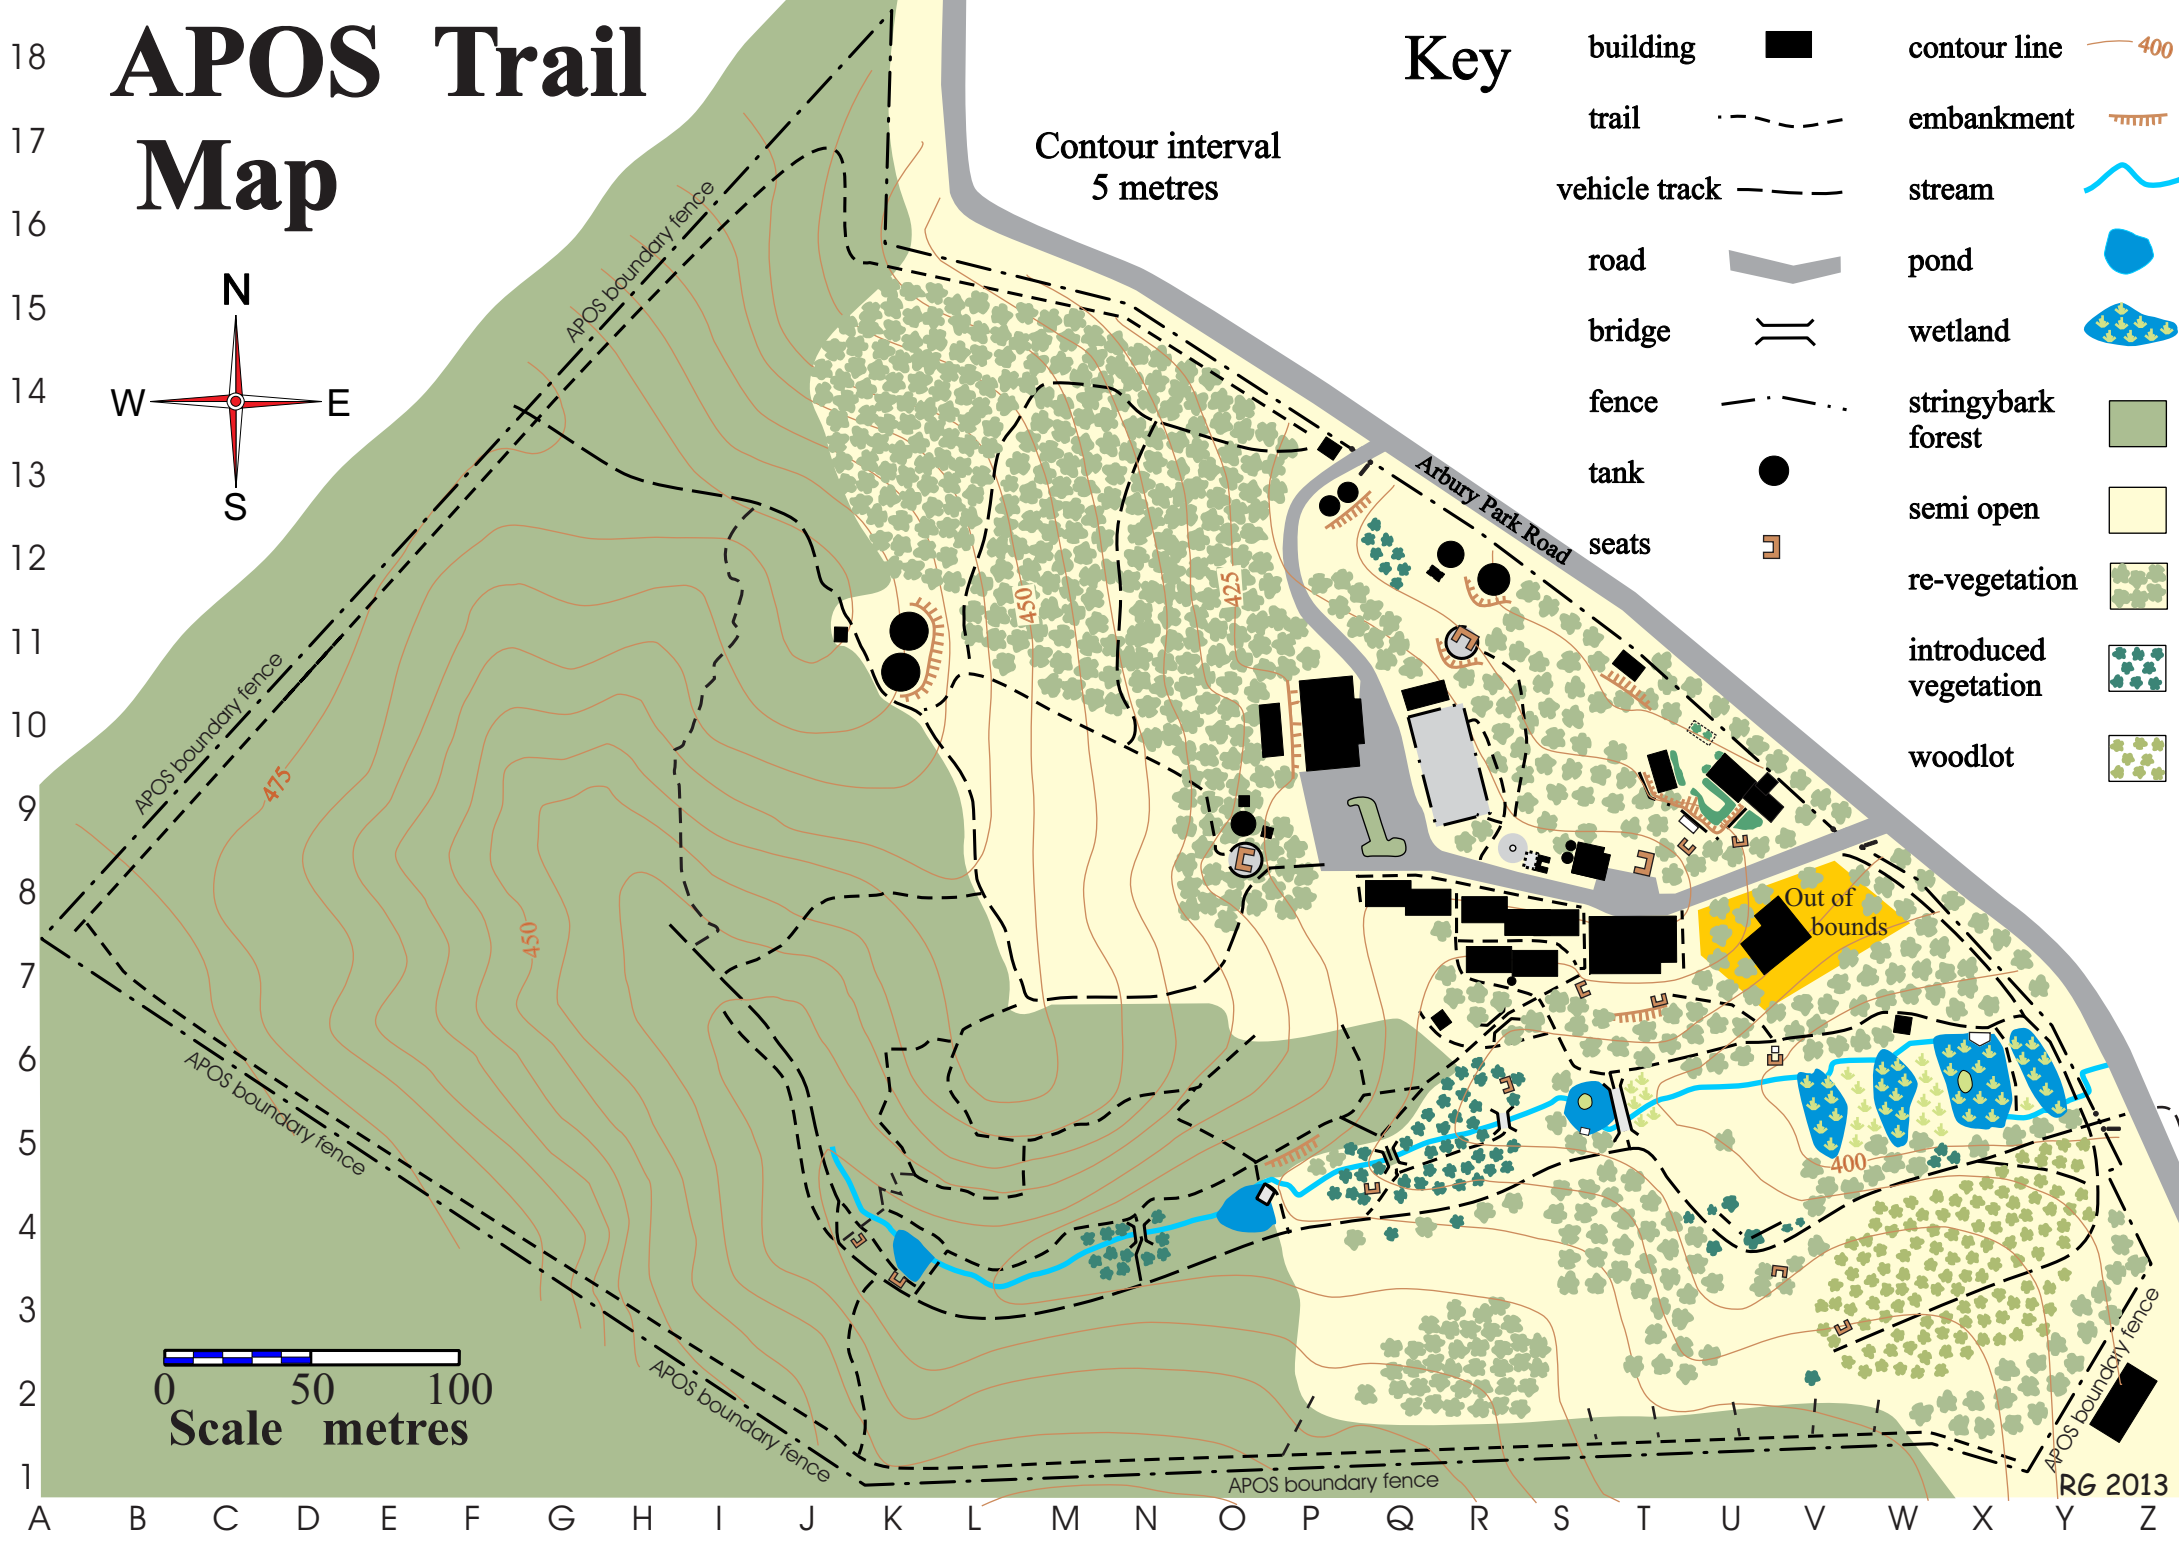 APOS Trail
Map
Key
Contour interval
5 metres
building
trail
vehicle track
road
bridge
fence
tank
seats
contour line
400
embankment
stream
pond
wetland
stringybark
forest
semi open
re-vegetation
introduced
vegetation
woodlot
N
W
E
S
18
17
16
15
14
13
12
11
10
9
8
7
6
5
4
3
2
1
APOS boundary fence
APOS boundary fence
APOS boundary fence
APOS boundary fence
APOS boundary fence
APOS boundary fence
Arbury Park Road
475
450
450
425
400
Out of
bounds
0 50 100
Scale metres
RG 2013
A B C D E F G H I J K L M N O P Q R S T U V W X Y Z